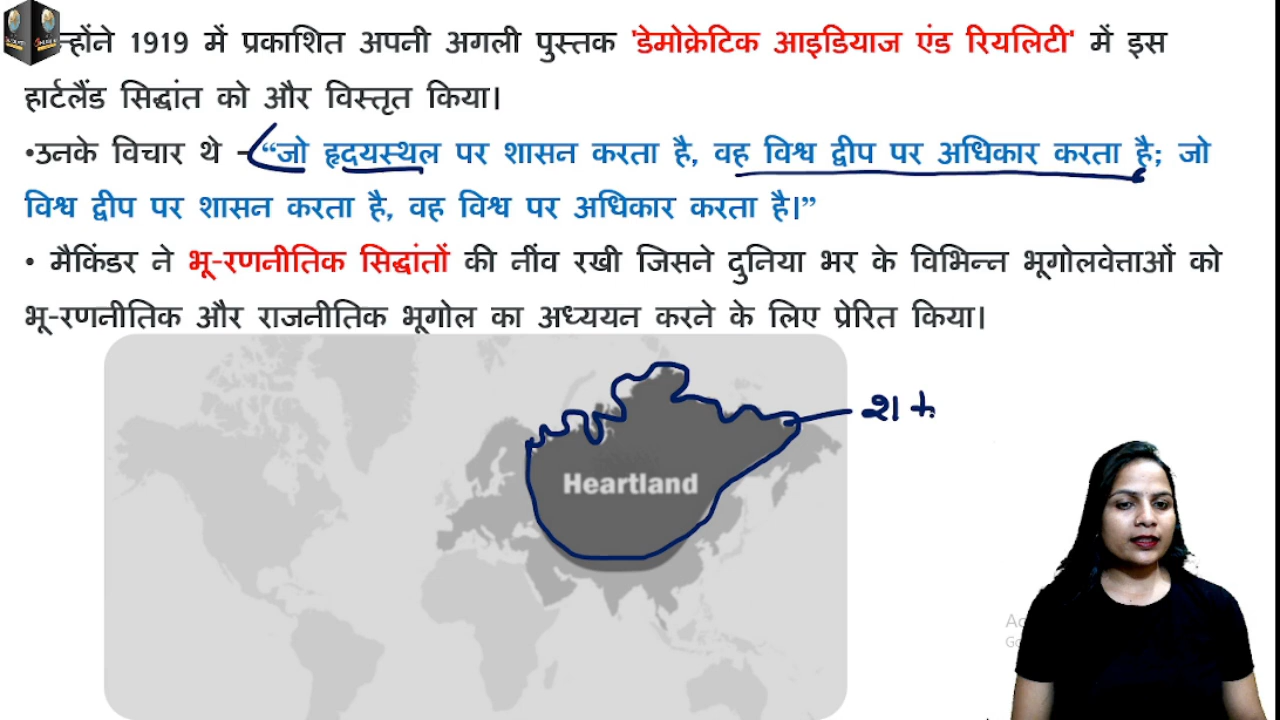 न्होंने 1919 में प्रकाशित अपनी अगली पुस्तक 'डेमोक्रेटिक आइडियाज एंड रियलिटी' में इस
हार्टलैंड सिद्धांत को और विस्तृत किया।
•उनके विचार थे - “जो हृदयस्थल पर शासन करता है, वह विश्व द्वीप पर अधिकार करता है; जो
विश्व द्वीप पर शासन करता है, वह विश्व पर अधिकार करता है।”
• मैकिंडर ने भू-रणनीतिक सिद्धांतों की नींव रखी जिसने दुनिया भर के विभिन्न भूगोलवेत्ताओं को
भू-रणनीतिक और राजनीतिक भूगोल का अध्ययन करने के लिए प्रेरित किया।
Heartland